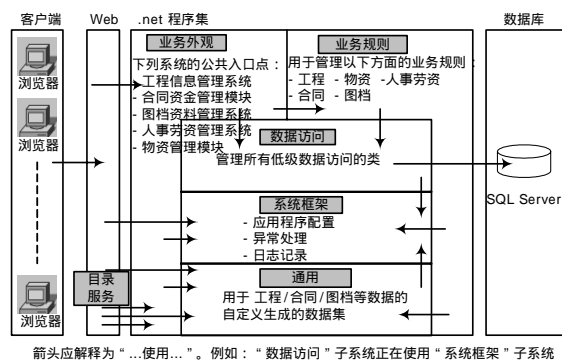 客户端
Web
.net 程序集
数据库
业务外观
业务规则
下列系统的公共入口点：
- 工程信息管理系统
- 合同资金管理模块
- 图档资料管理系统
- 人事劳资管理系统
- 物资管理模块
用于管理以下方面的业务规则：
- 工程 - 物资 -人事劳资
- 合同 - 图档
浏览器
浏览器
数据访问
管理所有低级数据访问的类
SQL Server
系统框架
- 应用程序配置
- 异常处理
- 日志记录
目录
服务
通用
用于 工程/合同/图档等数据的
自定义生成的数据集
浏览器
箭头应解释为“…使用…”。例如：“数据访问”子系统正在使用“系统框架”子系统